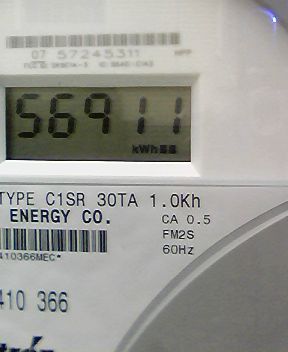 07 57245311
56911
kWh
TYPE C1SR 30TA 1.0Kh
ENERGY CO.
CA 0.5
FM2S
410366MEC*
60Hz
410 366